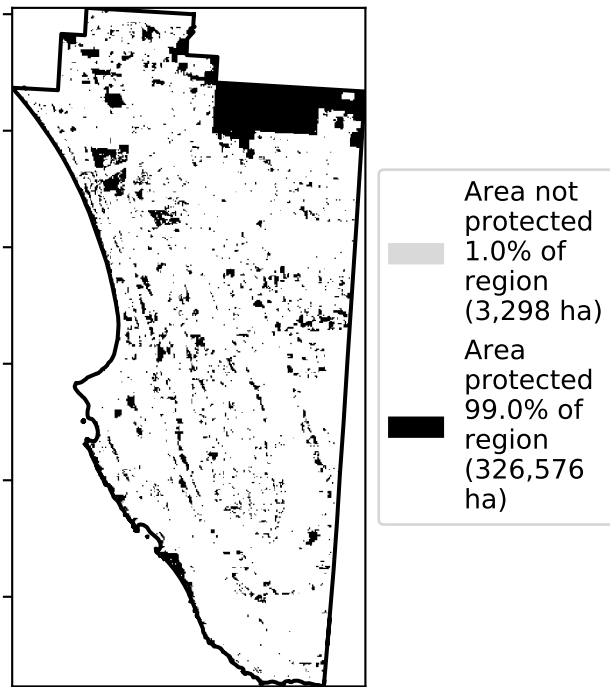 Area not
protected
1.0% of
region
(3,298 ha)
Area
protected
99.0% of
region
(326,576
ha)